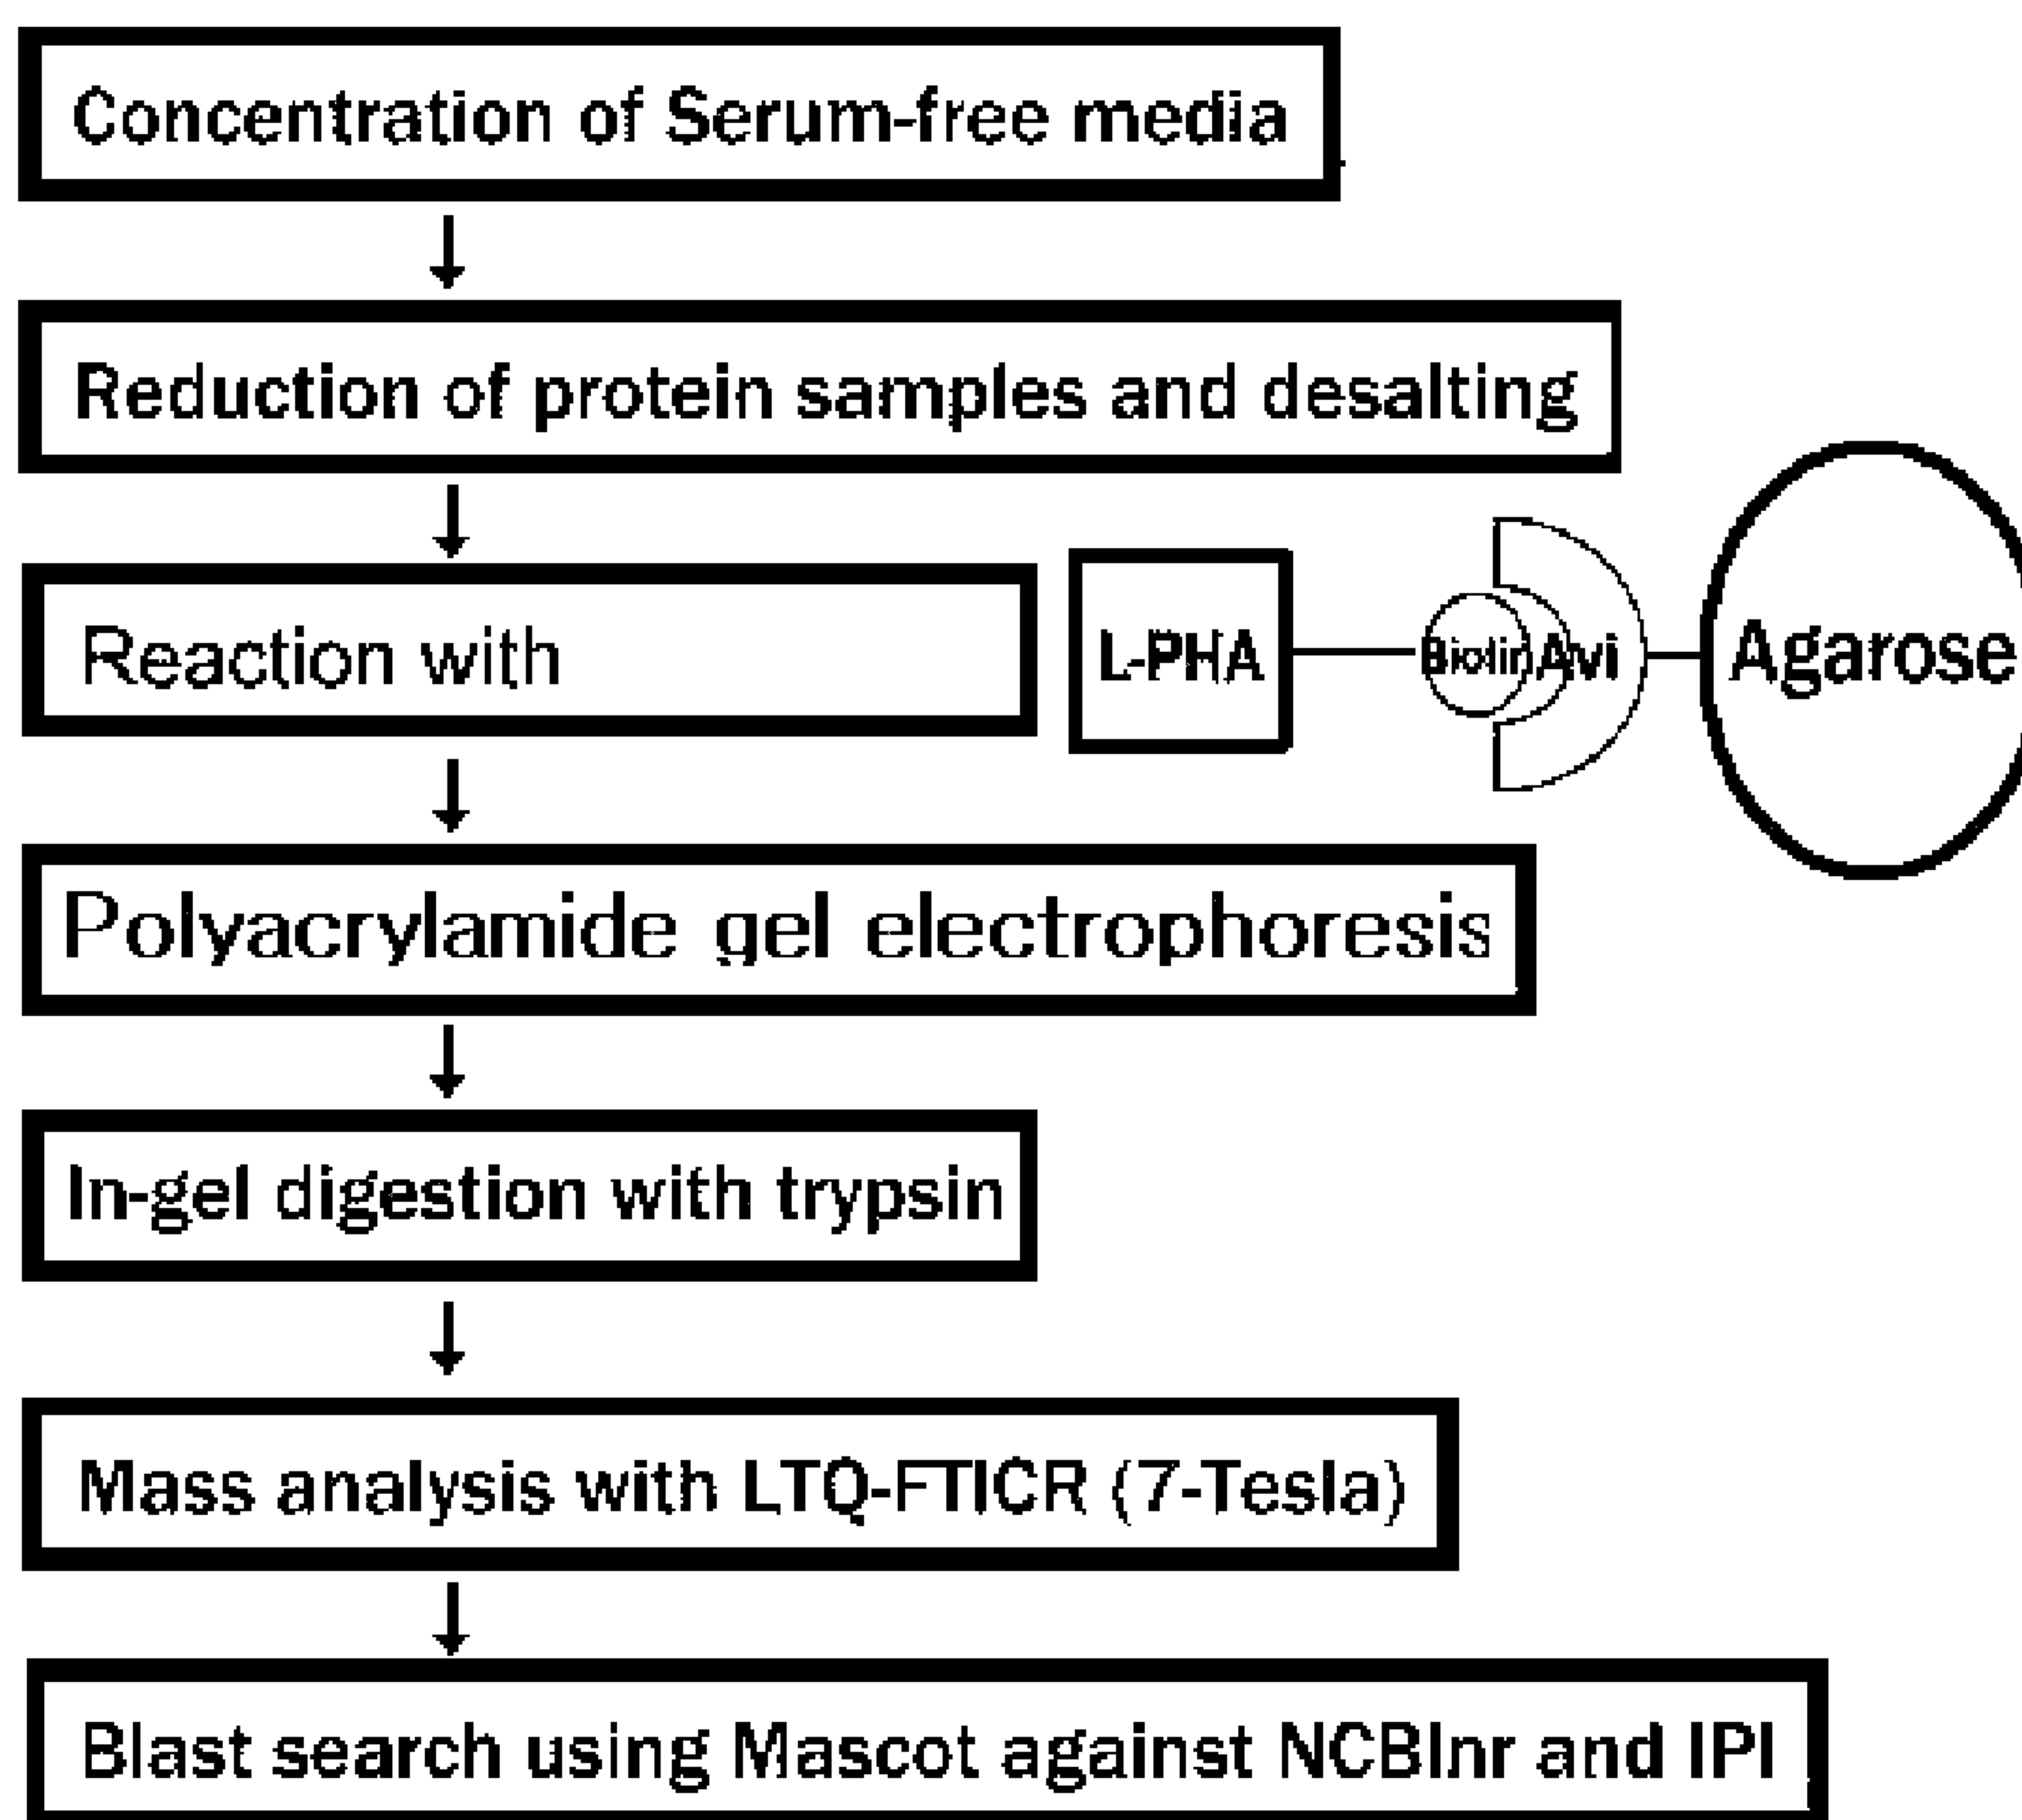 Concentration of Serum-free media
Reduction of protein samples and desalting
Reaction with
L-PHA
Biotin
Avi
Agarose
Polyacrylamide gel electrophoresis
In-gel digestion with trypsin
Mass analysis with LTQ-FTICR (7-Tesla)
Blast search using Mascot against NCBInr and IPI